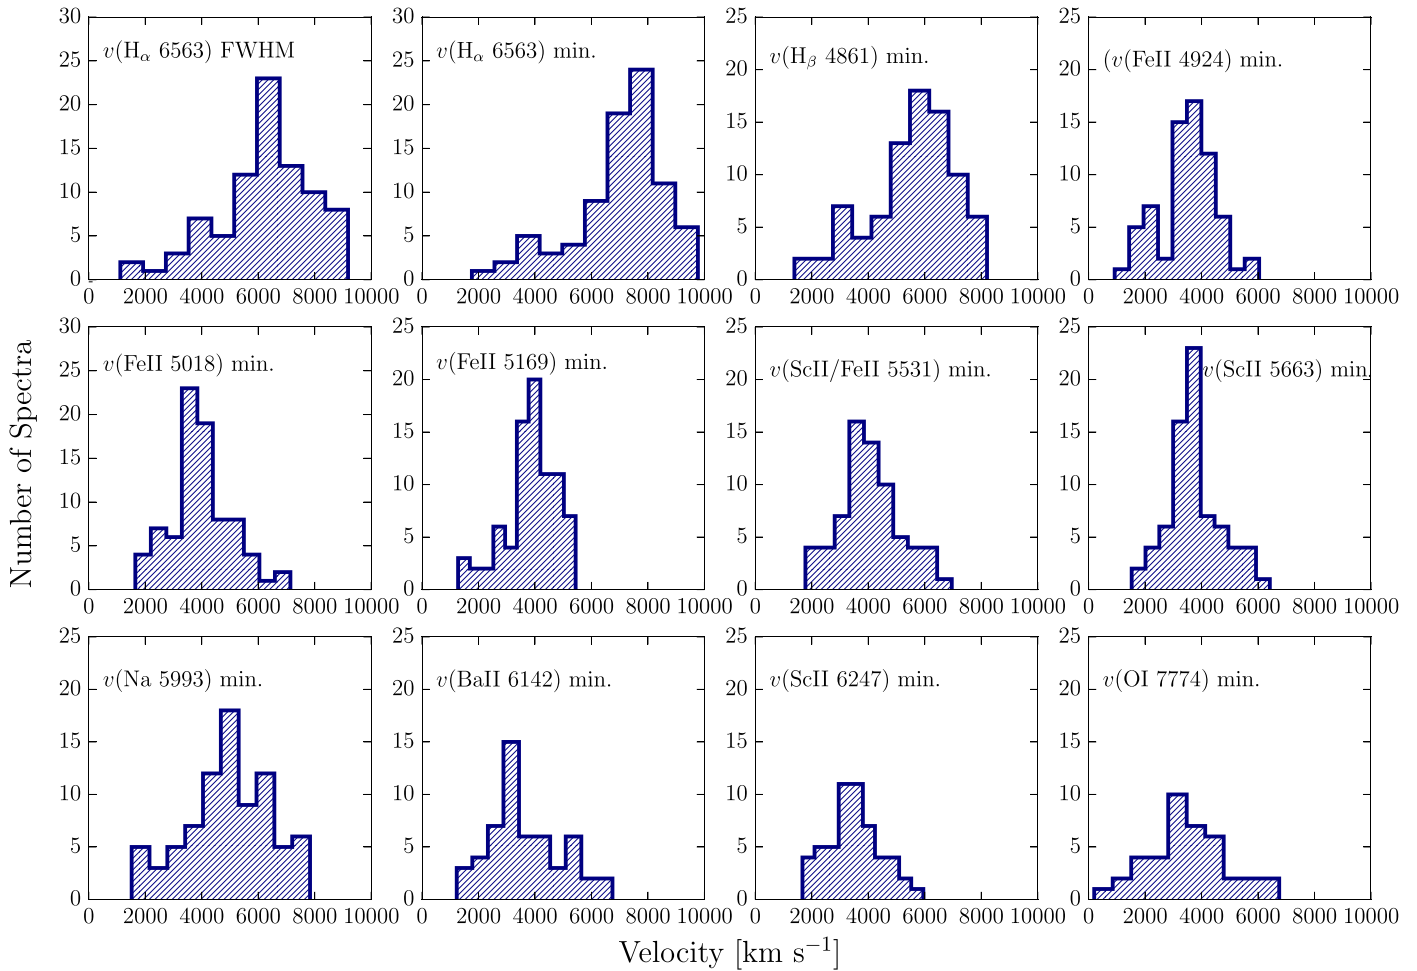 v(Hα 6563) FWHM
30
25
20
15
10
5
0
0 2000 4000 6000 8000 10000
v(Hα 6563) min.
30
25
20
15
10
5
0
0 2000 4000 6000 8000 10000
v(Hβ 4861) min.
25
20
15
10
5
0
0 2000 4000 6000 8000 10000
(v(FeII 4924) min.
25
20
15
10
5
0
0 2000 4000 6000 8000 10000
Number of Spectra
v(FeII 5018) min.
30
25
20
15
10
5
0
0 2000 4000 6000 8000 10000
v(FeII 5169) min.
25
20
15
10
5
0
0 2000 4000 6000 8000 10000
v(ScII/FeII 5531) min.
25
20
15
10
5
0
0 2000 4000 6000 8000 10000
v(ScII 5663) min.
25
20
15
10
5
0
0 2000 4000 6000 8000 10000
v(Na 5993) min.
25
20
15
10
5
0
0 2000 4000 6000 8000 10000
v(BaII 6142) min.
25
20
15
10
5
0
0 2000 4000 6000 8000 10000
v(ScII 6247) min.
25
20
15
10
5
0
0 2000 4000 6000 8000 10000
v(OI 7774) min.
25
20
15
10
5
0
0 2000 4000 6000 8000 10000
Velocity [km s⁻¹]